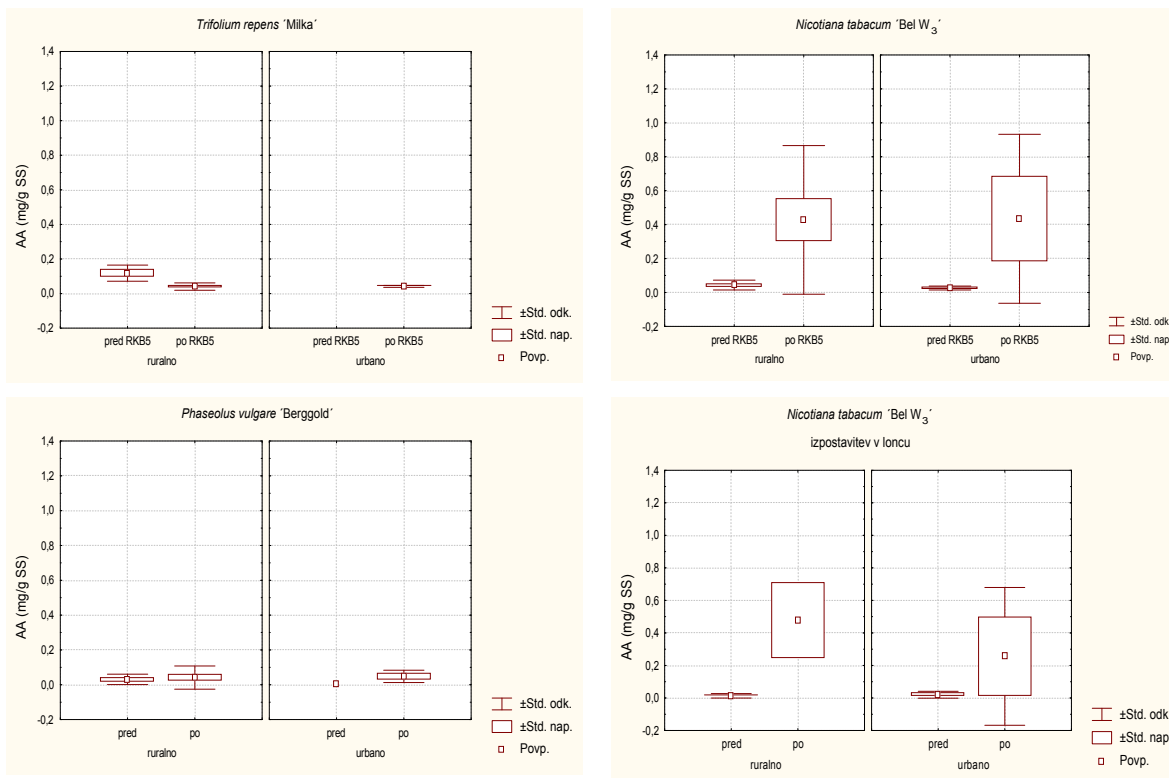 Trifolium repens ´Milka´
AA (mg/g SS)
1,4
1,2
1,0
0,8
0,6
0,4
0,2
0,0
-0,2
pred RKB5 po RKB5
ruralno
pred RKB5 po RKB5
urbano
±Std. odk.
±Std. nap.
Povp.
Nicotiana tabacum ´Bel W3´
AA (mg/g SS)
1,4
1,2
1,0
0,8
0,6
0,4
0,2
0,0
-0,2
pred RKB5 po RKB5
ruralno
pred RKB5 po RKB5
urbano
±Std. odk.
±Std. nap
Povp.
Phaseolus vulgare ´Berggold´
AA (mg/g SS)
1,4
1,2
1,0
0,8
0,6
0,4
0,2
0,0
-0,2
pred po
ruralno
pred po
urbano
±Std. odk.
±Std. nap.
Povp.
Nicotiana tabacum ´Bel W3´
izpostavitev v loncu
AA (mg/g SS)
1,4
1,2
1,0
0,8
0,6
0,4
0,2
0,0
-0,2
pred po
ruralno
pred po
urbano
±Std. odk
±Std. nap
Povp.